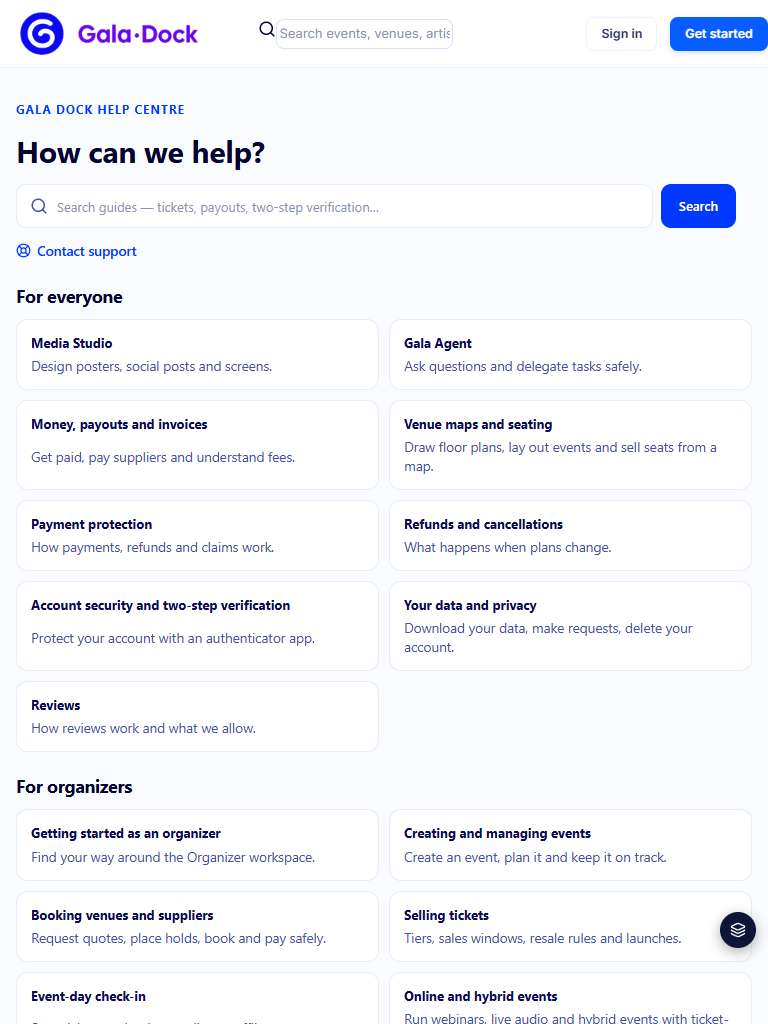 Gala·Dock
Search events, venues, artis
Sign in
Get started
GALA DOCK HELP CENTRE
How can we help?
Search guides — tickets, payouts, two-step verification...
Search
Contact support
For everyone
Media Studio
Design posters, social posts and screens.
Gala Agent
Ask questions and delegate tasks safely.
Money, payouts and invoices
Get paid, pay suppliers and understand fees.
Venue maps and seating
Draw floor plans, lay out events and sell seats from a
map.
Payment protection
How payments, refunds and claims work.
Refunds and cancellations
What happens when plans change.
Account security and two-step verification
Protect your account with an authenticator app.
Your data and privacy
Download your data, make requests, delete your
account.
Reviews
How reviews work and what we allow.
For organizers
Getting started as an organizer
Find your way around the Organizer workspace.
Creating and managing events
Create an event, plan it and keep it on track.
Booking venues and suppliers
Request quotes, place holds, book and pay safely.
Selling tickets
Tiers, sales windows, resale rules and launches.
Event-day check-in
Online and hybrid events
Run webinars, live audio and hybrid events with ticket-